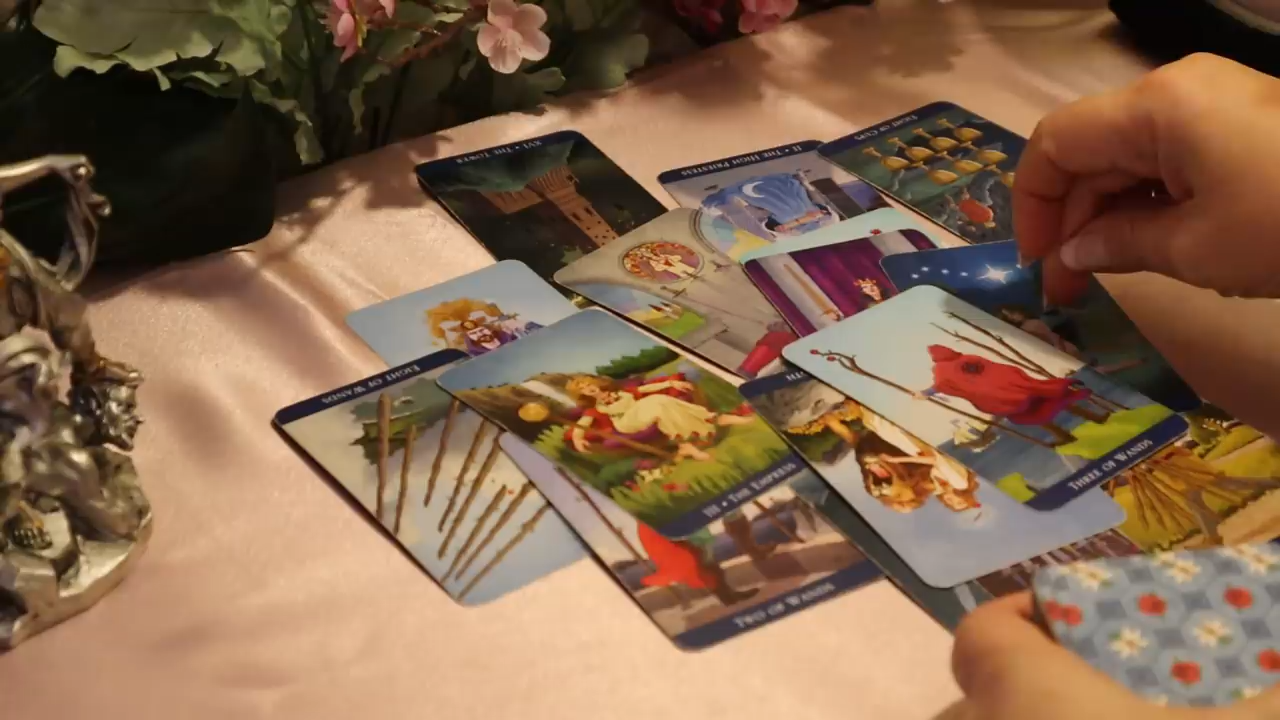 XVI • THE TOWER
II • THE HIGH PRIESTESS
EIGHT OF CUPS
EIGHT OF WANDS
III • THE EMPRESS
THREE OF WANDS
TWO OF WANDS